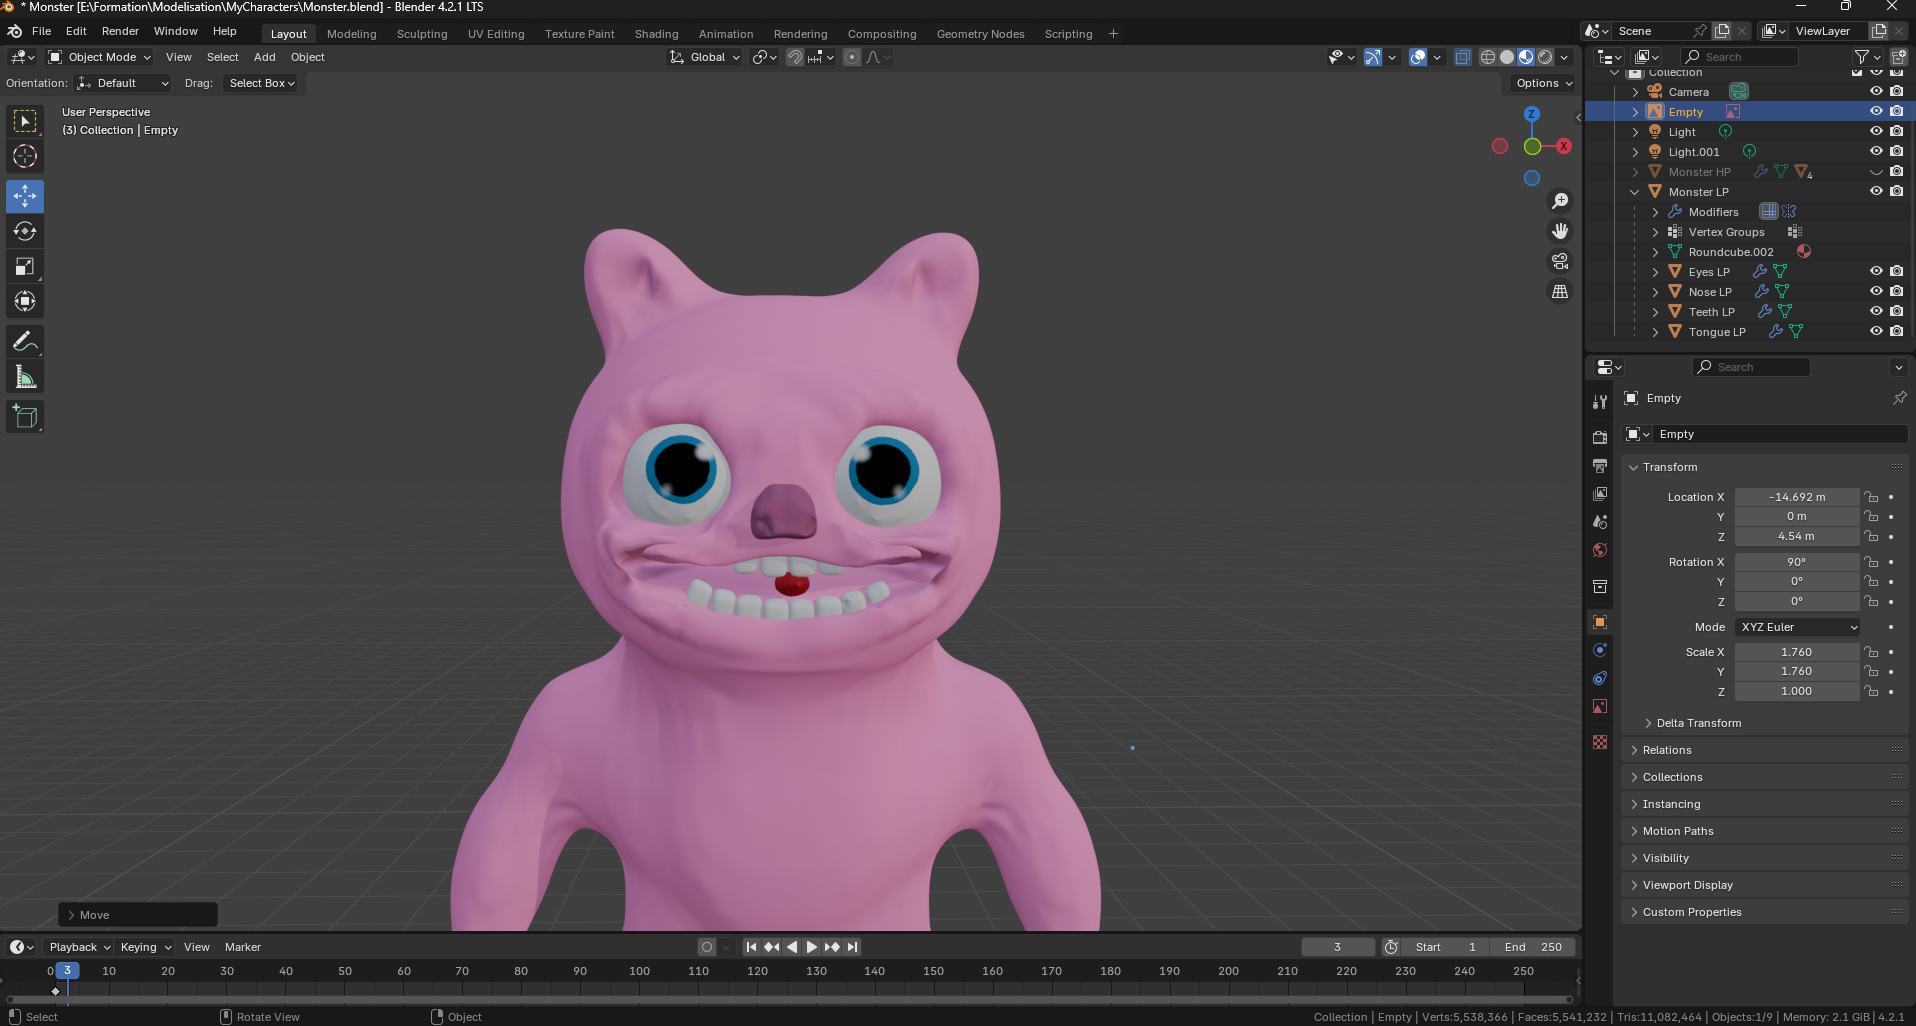 * Monster [E:\Formation\Modelisation\MyCharacters\Monster.blend] - Blender 4.2.1 LTS
File Edit Render Window Help Layout Modeling Sculpting UV Editing Texture Paint Shading Animation Rendering Compositing Geometry Nodes Scripting + Scene ViewLayer
Object Mode View Select Add Object Global Search
Orientation: Default Drag: Select Box Options
User Perspective
(3) Collection | Empty
Z
X
Collection
Camera
Empty
Light
Light.001
Monster HP 4
Monster LP
Modifiers
Vertex Groups
Roundcube.002
Eyes LP
Nose LP
Teeth LP
Tongue LP
Search
Empty
Empty
Transform
Location X -14.692 m
Y 0 m
Z 4.54 m
Rotation X 90°
Y 0°
Z 0°
Mode XYZ Euler
Scale X 1.760
Y 1.760
Z 1.000
Delta Transform
Relations
Collections
Instancing
Motion Paths
Visibility
Viewport Display
Custom Properties
Move
Playback Keying View Marker 3 Start 1 End 250
0 3 10 20 30 40 50 60 70 80 90 100 110 120 130 140 150 160 170 180 190 200 210 220 230 240 250
Select Rotate View Object Collection | Empty | Verts:5,538,366 | Faces:5,541,232 | Tris:11,082,464 | Objects:1/9 | Memory: 2.1 GiB | 4.2.1